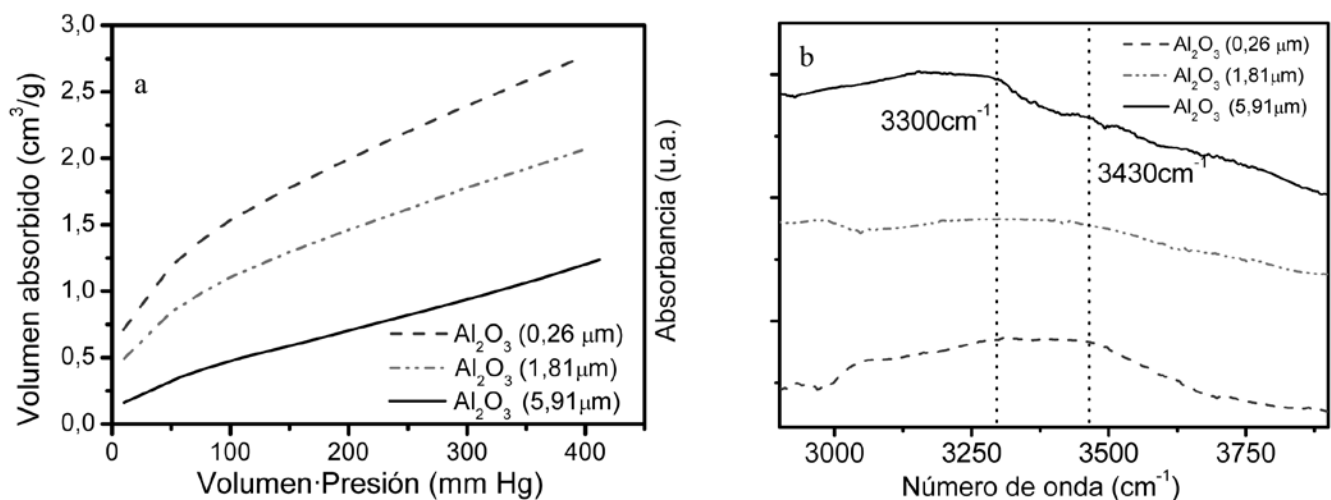 a
Volumen absorbido (cm³/g)
3,0
2,5
2,0
1,5
1,0
0,5
0,0
Al₂O₃ (0,26 µm)
Al₂O₃ (1,81µm)
Al₂O₃ (5,91µm)
0 100 200 300 400
Volumen·Presión (mm Hg)
b
Absorbancia (u.a.)
Al₂O₃ (0,26 µm)
Al₂O₃ (1,81µm)
Al₂O₃ (5,91µm)
3300cm⁻¹
3430cm⁻¹
3000 3250 3500 3750
Número de onda (cm⁻¹)